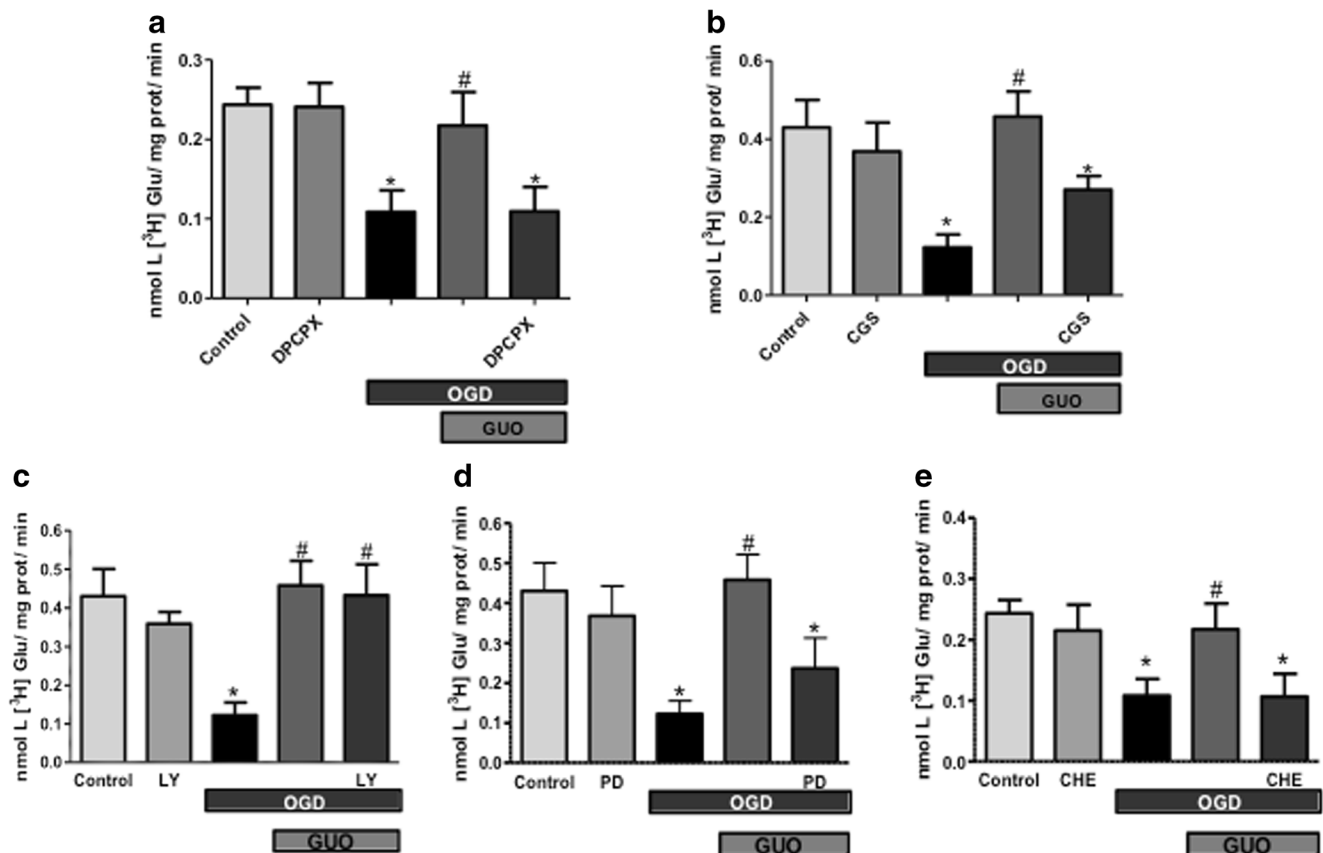 a
nmol L [³H] Glu/ mg prot/ min
0.3
0.2
0.1
0.0
#
*
*
Control
DPCPX
DPCPX
OGD
GUO
b
nmol L [³H] Glu/ mg prot/ min
0.6
0.4
0.2
0.0
#
*
*
Control
CGS
CGS
OGD
GUO
c
nmol L [³H] Glu/ mg prot/ min
0.6
0.5
0.4
0.3
0.2
0.1
0.0
#
#
*
Control LY LY
OGD
GUO
d
nmol L [³H] Glu/ mg prot/ min
0.6
0.5
0.4
0.3
0.2
0.1
0.0
#
*
*
Control PD PD
OGD
GUO
e
nmol L [³H] Glu/ mg prot/ min
0.4
0.3
0.2
0.1
0.0
#
*
*
Control CHE CHE
OGD
GUO